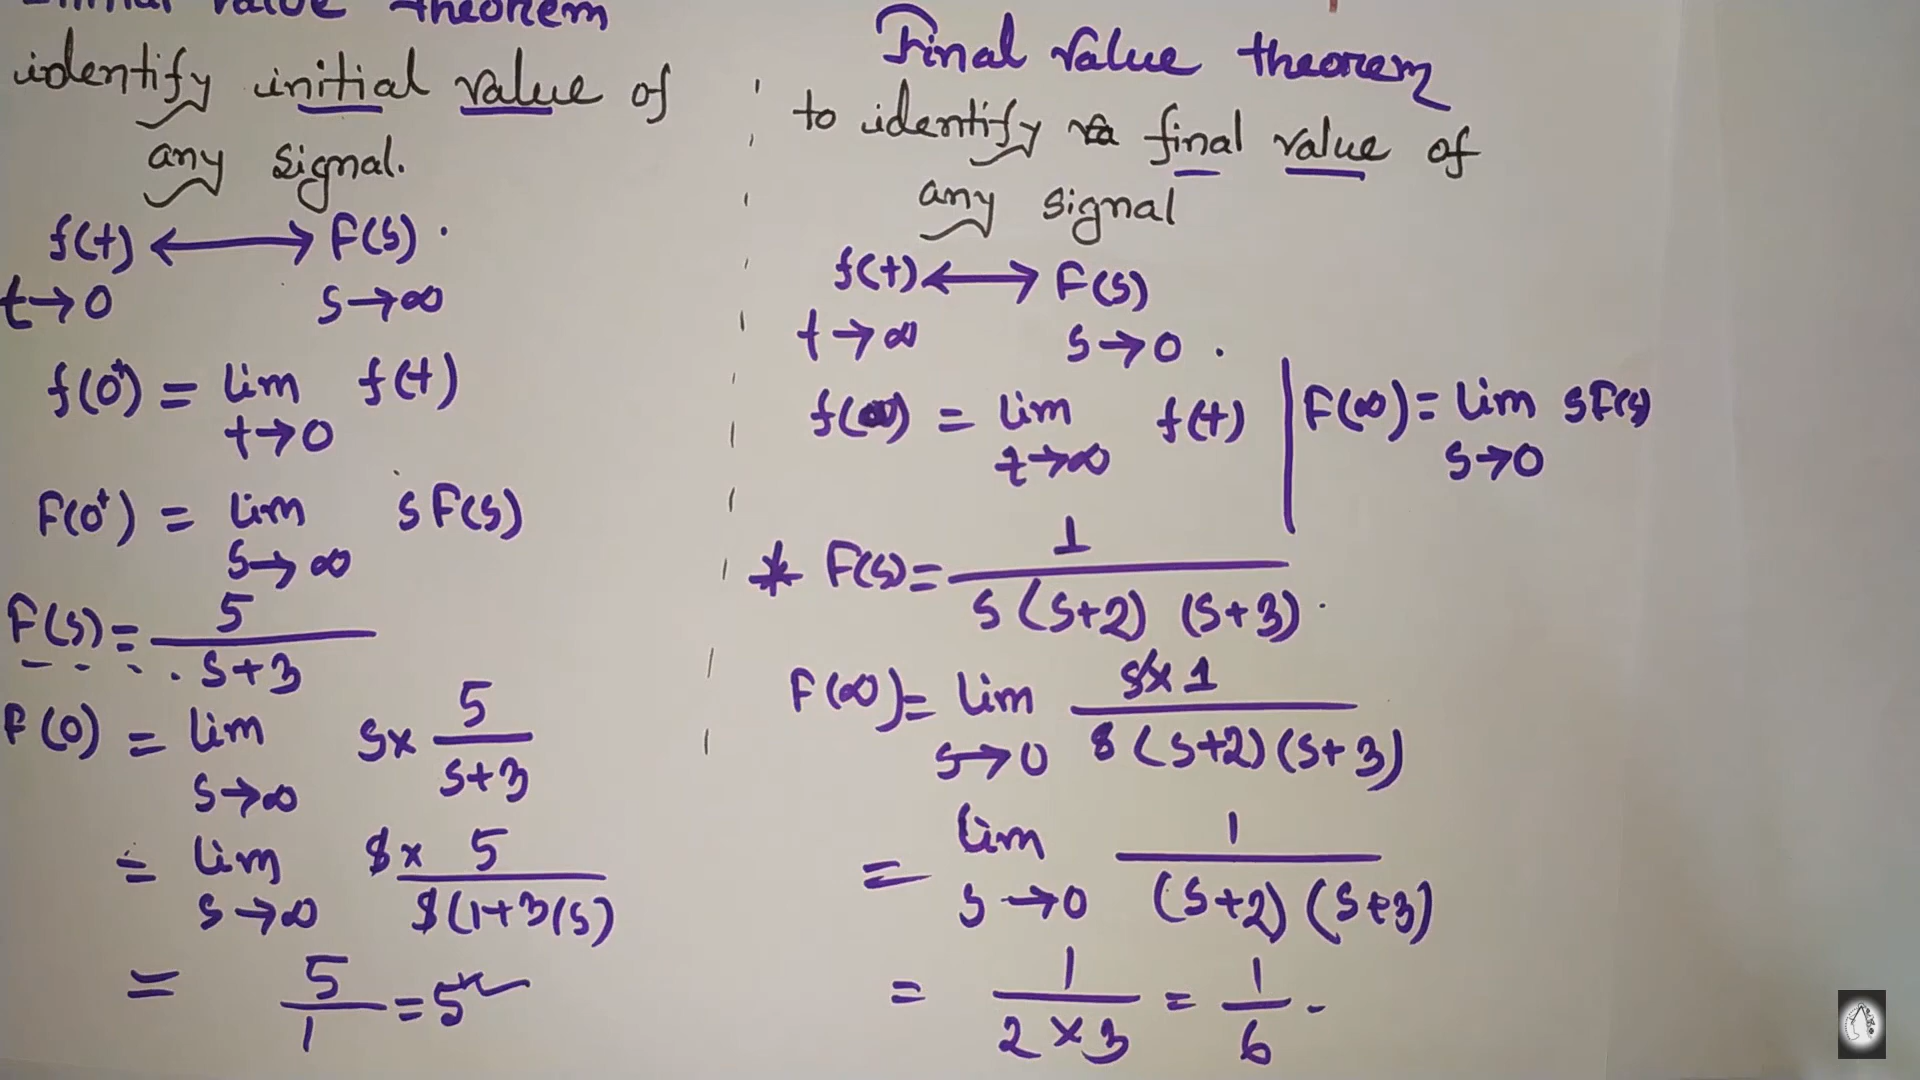 Initial value theorem
identify initial value of
any signal.
f(t) ⟷ F(s).
t→0 s→∞
f(0⁺) = lim f(t)
t→0
F(0⁺) = lim sF(s)
s→∞
F(s) = 5
s+3
F(0) = lim s× 5
s→∞ s+3
= lim s× 5
s→∞ s(1+3/s)
= 5/1 = 5
Final value theorem
to identify final value of
any signal
f(t) ⟷ F(s)
t→∞ s→0.
f(∞) = lim f(t) | F(∞) = lim sF(s)
t→∞ s→0
* F(s) = 1
s(s+2) (s+3).
F(∞) = lim s×1
s→0 s(s+2)(s+3)
= lim 1
s→0 (s+2)(s+3)
= 1 = 1
2×3 6